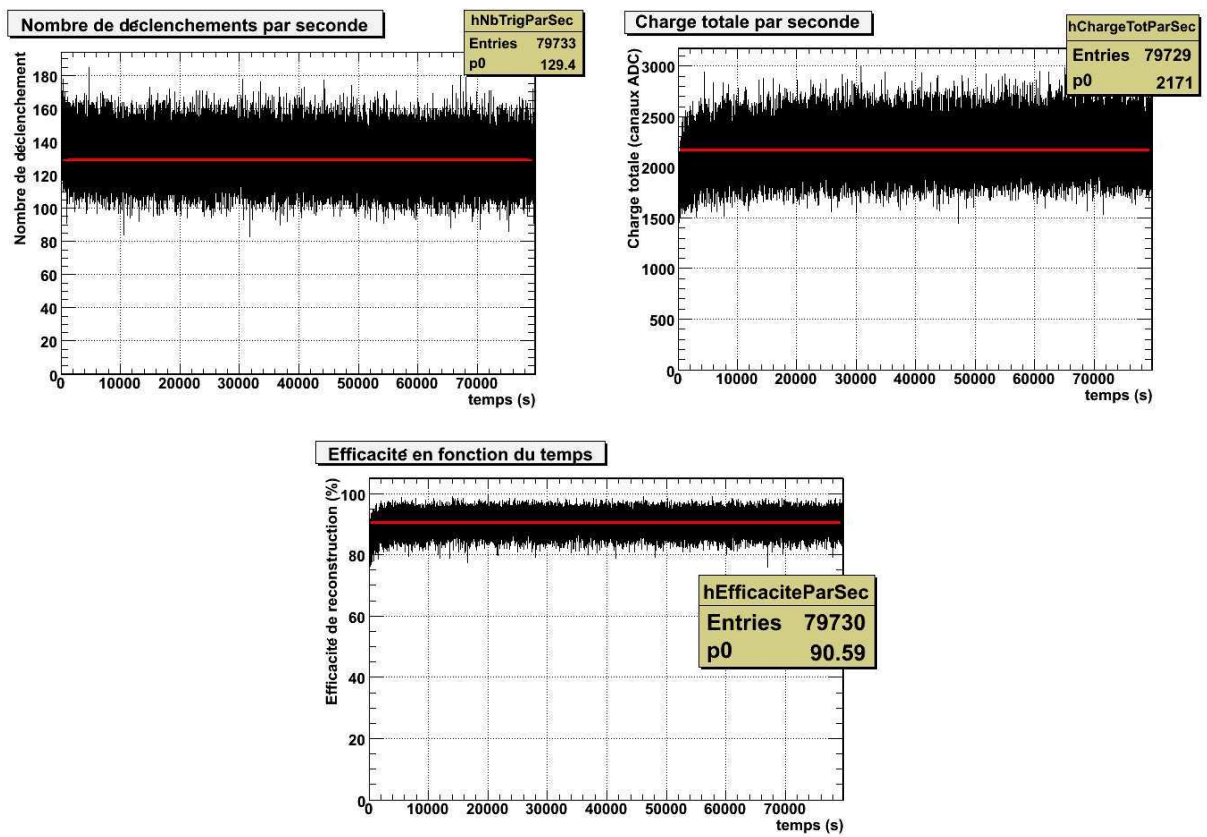 Nombre de déclenchements par seconde
hNbTrigParSec
Entries 79733
p0 129.4
Nombre de déclenchement
180
160
140
120
100
80
60
40
20
0
0 10000 20000 30000 40000 50000 60000 70000
temps (s)
Charge totale par seconde
hChargeTotParSec
Entries 79729
p0 2171
Charge totale (canaux ADC)
3000
2500
2000
1500
1000
500
0
0 10000 20000 30000 40000 50000 60000 70000
temps (s)
Efficacité en fonction du temps
Efficacité de reconstruction (%)
100
80
60
40
20
0
0 10000 20000 30000 40000 50000 60000 70000
temps (s)
hEfficaciteParSec
Entries 79730
p0 90.59